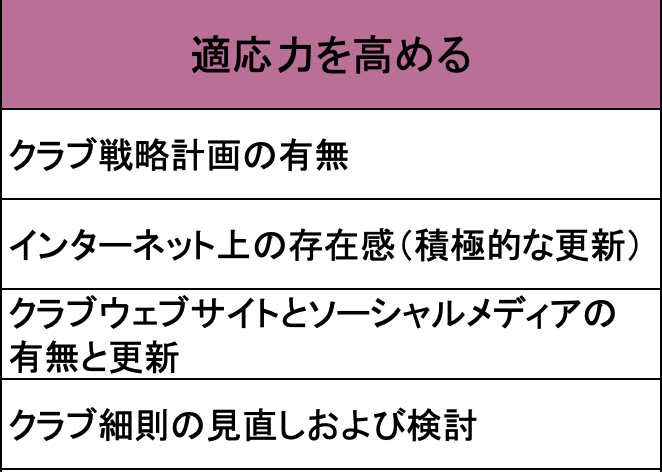 適応力を高める
クラブ戦略計画の有無
インターネット上の存在感（積極的な更新）
クラブウェブサイトとソーシャルメディアの
有無と更新
クラブ細則の見直しおよび検討